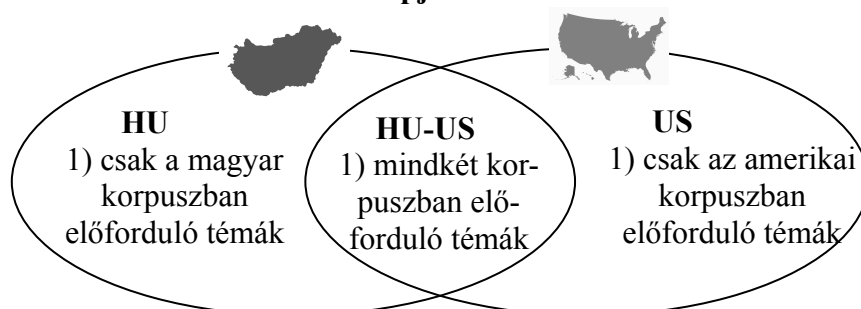 HU
1) csak a magyar
korpuszban
előforduló témák
HU-US
1) mindkét kor-
puszban elő-
forduló témák
US
1) csak az amerikai
korpuszban
előforduló témák